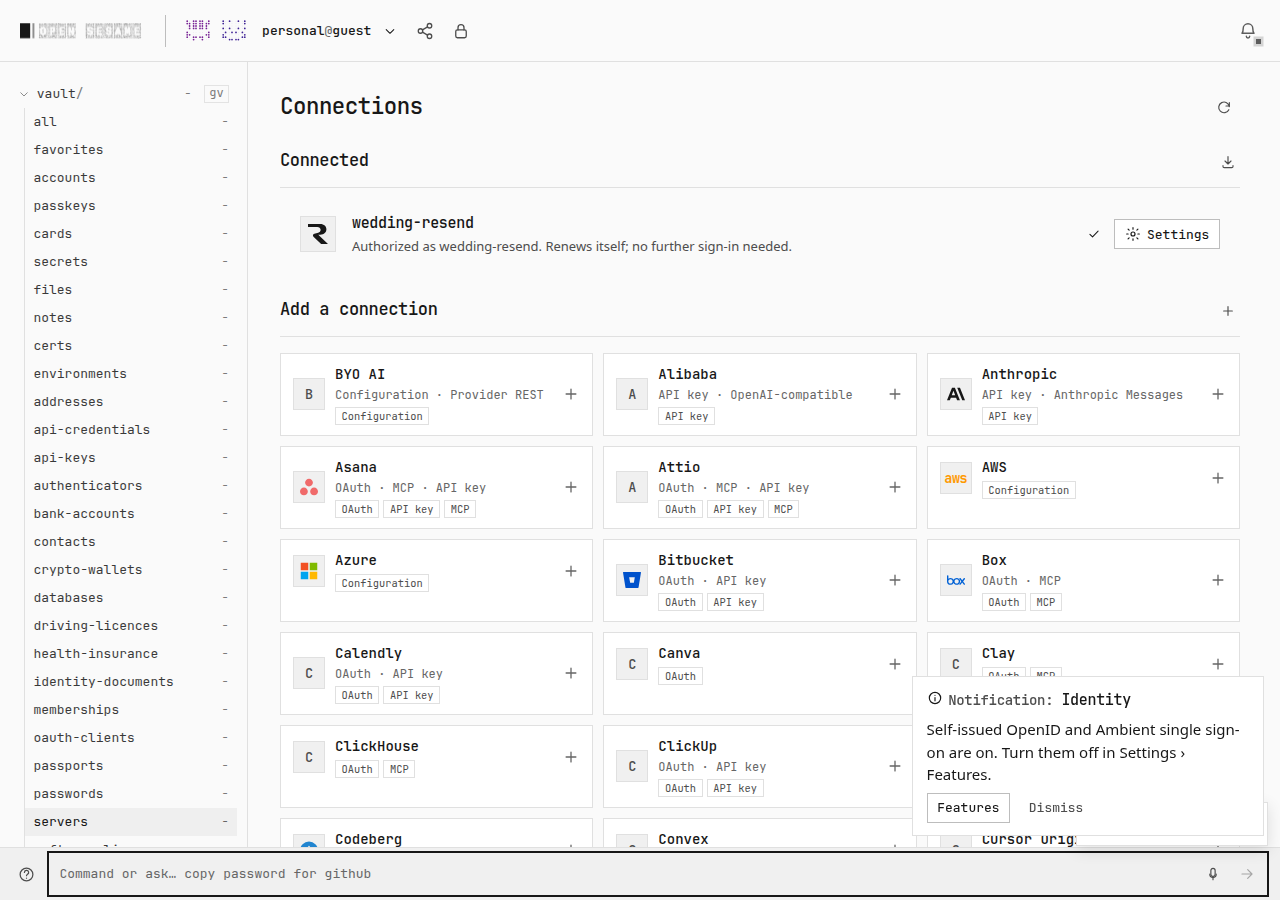 OPEN SESAME
personal@guest
vault/ - gv
all -
favorites -
accounts -
passkeys -
cards -
secrets -
files -
notes -
certs -
environments -
addresses -
api-credentials -
api-keys -
authenticators -
bank-accounts -
contacts -
crypto-wallets -
databases -
driving-licences -
health-insurance -
identity-documents -
memberships -
oauth-clients -
passports -
passwords -
servers -
Connections
Connected
wedding-resend
Authorized as wedding-resend. Renews itself; no further sign-in needed.
Settings
Add a connection
B
BYO AI
Configuration · Provider REST
Configuration
A
Alibaba
API key · OpenAI-compatible
API key
Anthropic
API key · Anthropic Messages
API key
Asana
OAuth · MCP · API key
OAuth API key MCP
A
Attio
OAuth · MCP · API key
OAuth API key MCP
aws
AWS
Configuration
Azure
Configuration
Bitbucket
OAuth · API key
OAuth API key
box
Box
OAuth · MCP
OAuth MCP
C
Calendly
OAuth · API key
OAuth API key
C
Canva
OAuth
C
Clay
OAuth MCP
C
ClickHouse
OAuth MCP
C
ClickUp
OAuth · API key
OAuth API key
Codeberg
Convex
Notification: Identity
Self-issued OpenID and Ambient single sign-
on are on. Turn them off in Settings ›
Features.
Features Dismiss
Command or ask… copy password for github